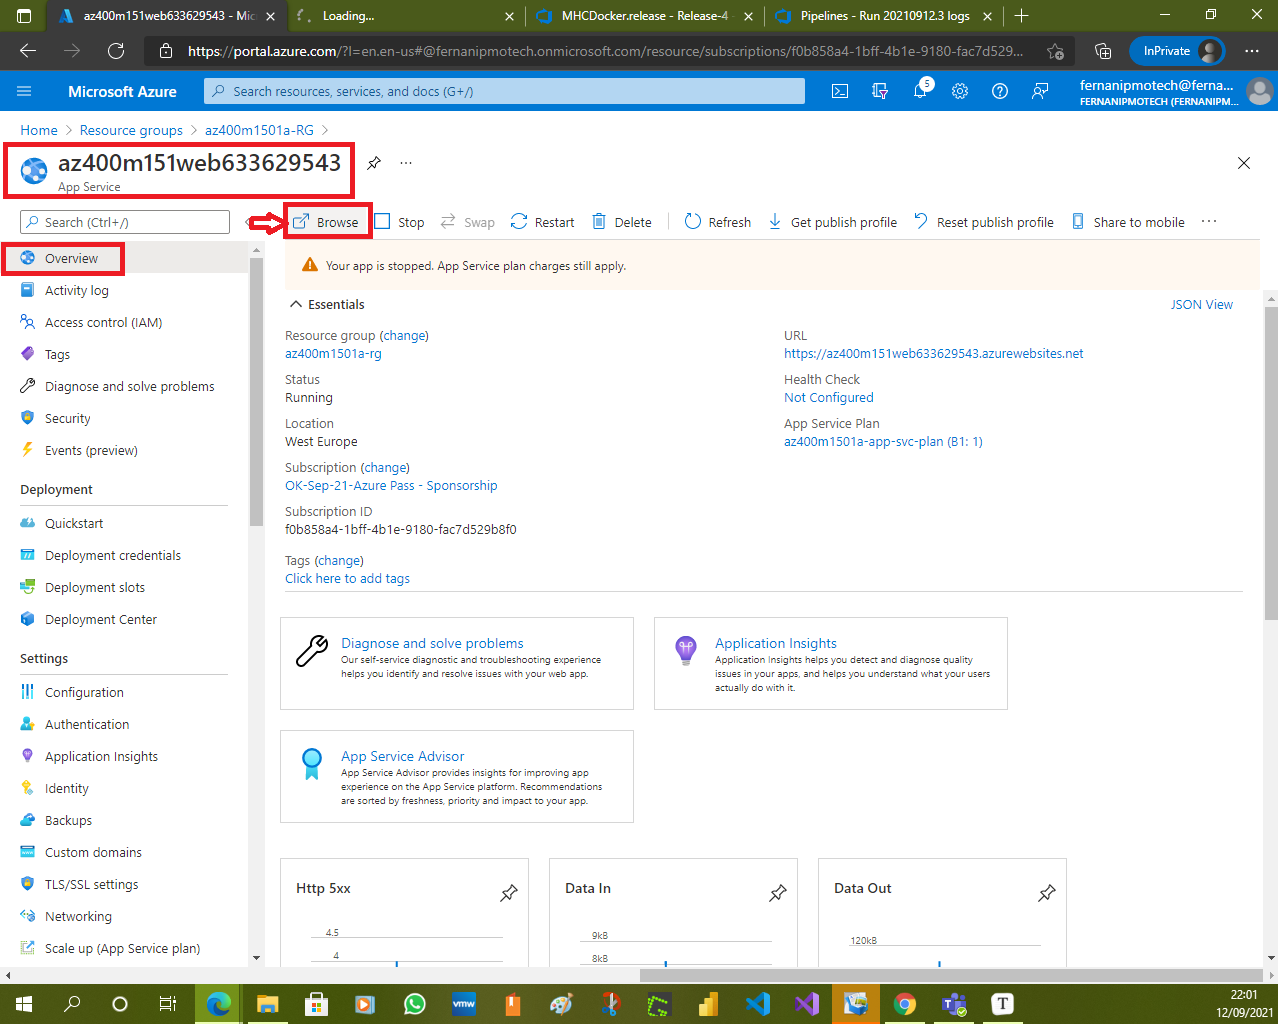 az400m151web633629543 - Mic
Loading...
MHCDocker.release - Release-4 -
Pipelines - Run 20210912.3 logs
https://portal.azure.com/?l=en.en-us#@fernanipmotech.onmicrosoft.com/resource/subscriptions/f0b858a4-1bff-4b1e-9180-fac7d529...
InPrivate
Microsoft Azure
Search resources, services, and docs (G+/)
5
fernanipmotech@ferna...
FERNANIPMOTECH (FERNANIPM...
Home > Resource groups > az400m1501a-RG >
az400m151web633629543
App Service
Search (Ctrl+/)
Browse
Stop
Swap
Restart
Delete
Refresh
Get publish profile
Reset publish profile
Share to mobile
Overview
Activity log
Access control (IAM)
Tags
Diagnose and solve problems
Security
Events (preview)
Deployment
Quickstart
Deployment credentials
Deployment slots
Deployment Center
Settings
Configuration
Authentication
Application Insights
Identity
Backups
Custom domains
TLS/SSL settings
Networking
Scale up (App Service plan)
Your app is stopped. App Service plan charges still apply.
Essentials
JSON View
Resource group (change)
az400m1501a-rg
Status
Running
Location
West Europe
Subscription (change)
OK-Sep-21-Azure Pass - Sponsorship
Subscription ID
f0b858a4-1bff-4b1e-9180-fac7d529b8f0
Tags (change)
Click here to add tags
URL
https://az400m151web633629543.azurewebsites.net
Health Check
Not Configured
App Service Plan
az400m1501a-app-svc-plan (B1: 1)
Diagnose and solve problems
Our self-service diagnostic and troubleshooting experience
helps you identify and resolve issues with your web app.
Application Insights
Application Insights helps you detect and diagnose quality
issues in your apps, and helps you understand what your users
actually do with it.
App Service Advisor
App Service Advisor provides insights for improving app
experience on the App Service platform. Recommendations
are sorted by freshness, priority and impact to your app.
Http 5xx
4.5
4
Data In
9kB
8kB
Data Out
120kB
vmw
T
22:01
12/09/2021